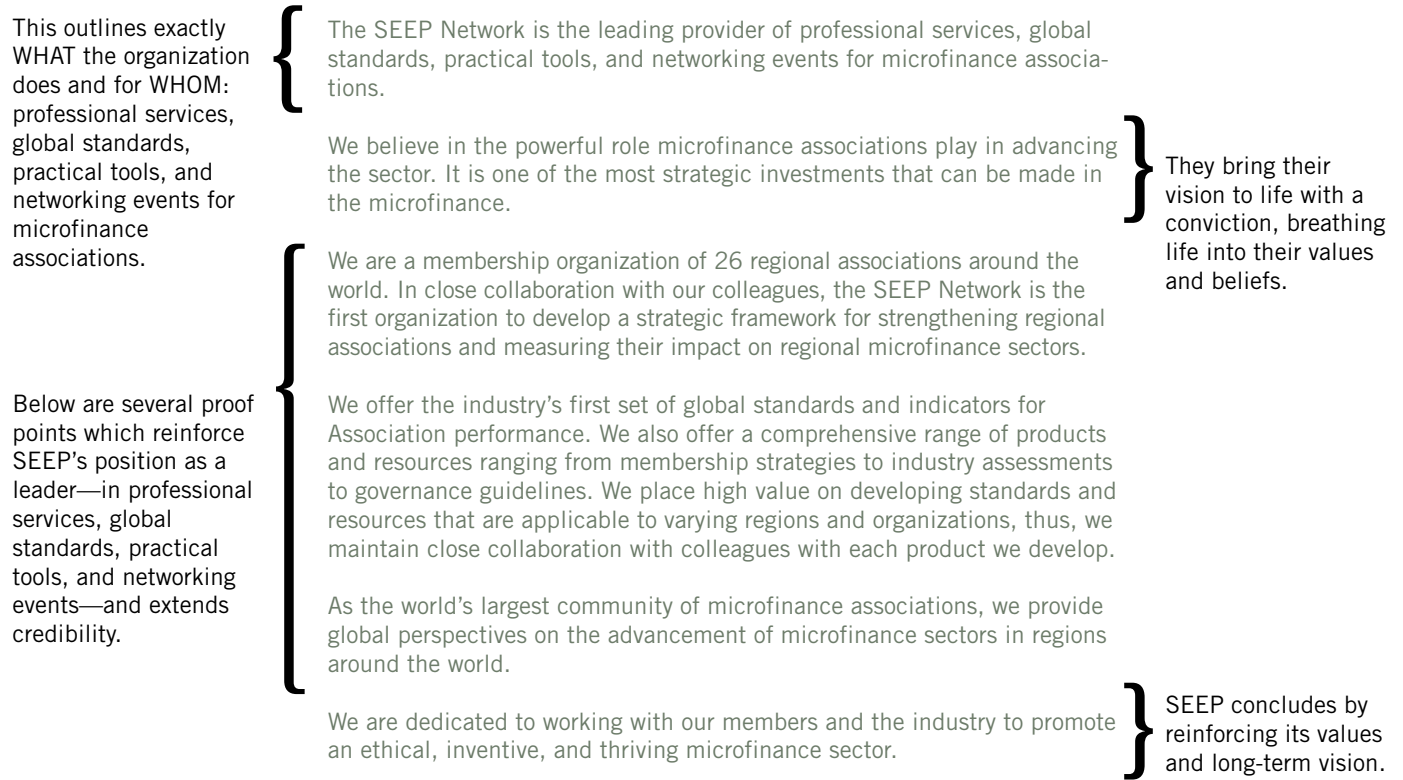 This outlines exactly
WHAT the organization
does and for WHOM:
professional services,
global standards,
practical tools, and
networking events for
microfinance
associations.
The SEEP Network is the leading provider of professional services, global
standards, practical tools, and networking events for microfinance associa-
tions.
We believe in the powerful role microfinance associations play in advancing
the sector. It is one of the most strategic investments that can be made in
the microfinance.
They bring their
vision to life with a
conviction, breathing
life into their values
and beliefs.
Below are several proof
points which reinforce
SEEP’s position as a
leader—in professional
services, global
standards, practical
tools, and networking
events—and extends
credibility.
We are a membership organization of 26 regional associations around the
world. In close collaboration with our colleagues, the SEEP Network is the
first organization to develop a strategic framework for strengthening regional
associations and measuring their impact on regional microfinance sectors.
We offer the industry’s first set of global standards and indicators for
Association performance. We also offer a comprehensive range of products
and resources ranging from membership strategies to industry assessments
to governance guidelines. We place high value on developing standards and
resources that are applicable to varying regions and organizations, thus, we
maintain close collaboration with colleagues with each product we develop.
As the world’s largest community of microfinance associations, we provide
global perspectives on the advancement of microfinance sectors in regions
around the world.
We are dedicated to working with our members and the industry to promote
an ethical, inventive, and thriving microfinance sector.
SEEP concludes by
reinforcing its values
and long-term vision.